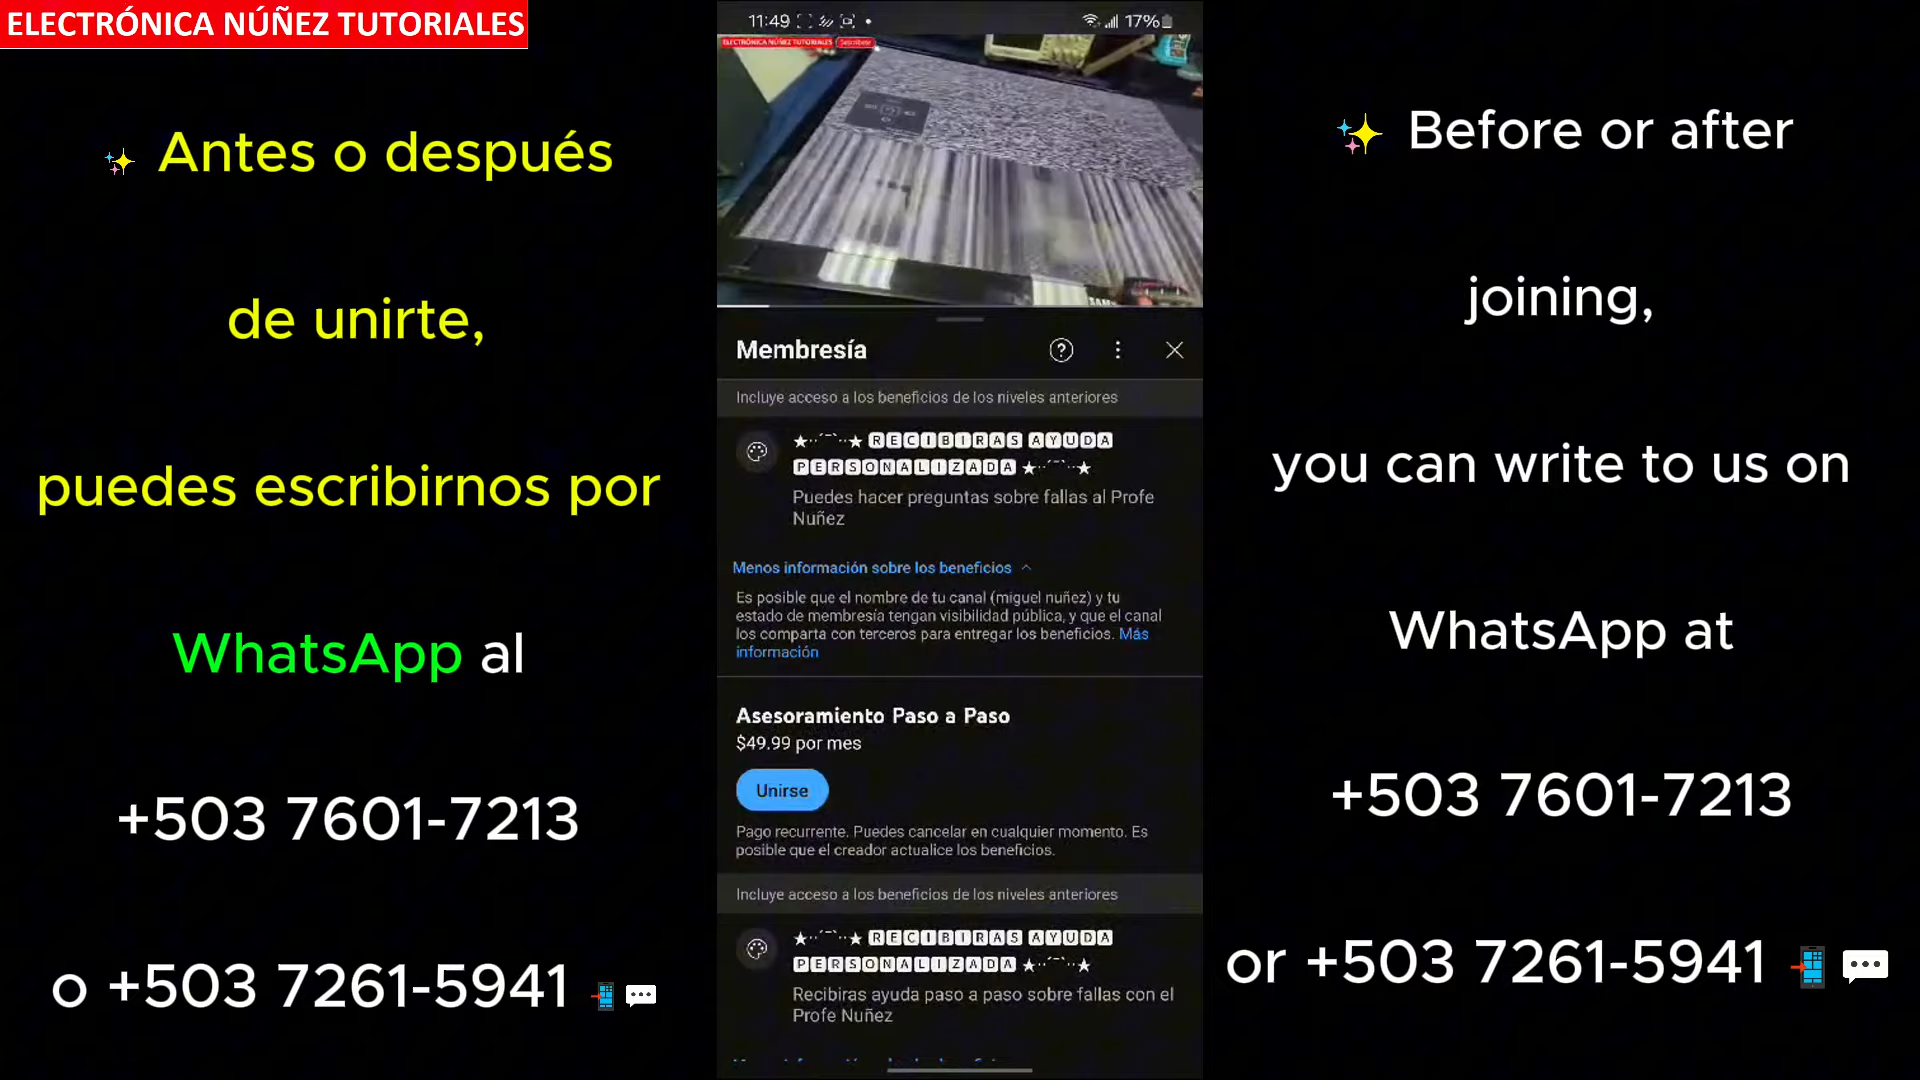 ELECTRÓNICA NÚÑEZ TUTORIALES
✨ Antes o después
de unirte,
puedes escribirnos por
WhatsApp al
+503 7601-7213
o +503 7261-5941 📲 💬
11:49
17%
ELECTRÓNICA NÚÑEZ TUTORIALES
Suscríbete
Membresía
Incluye acceso a los beneficios de los niveles anteriores
★··´¯`··★ 🆁🅴🅲🅸🅱🅸🆁🅰🆂 🅰🆈🆄🅳🅰
🅿🅴🆁🆂🅾🅽🅰🅻🅸🆉🅰🅳🅰 ★··´¯`··★
Puedes hacer preguntas sobre fallas al Profe
Nuñez
Menos información sobre los beneficios
Es posible que el nombre de tu canal (miguel nuñez) y tu
estado de membresía tengan visibilidad pública, y que el canal
los comparta con terceros para entregar los beneficios. Más
información
Asesoramiento Paso a Paso
$49.99 por mes
Unirse
Pago recurrente. Puedes cancelar en cualquier momento. Es
posible que el creador actualice los beneficios.
Incluye acceso a los beneficios de los niveles anteriores
★··´¯`··★ 🆁🅴🅲🅸🅱🅸🆁🅰🆂 🅰🆈🆄🅳🅰
🅿🅴🆁🆂🅾🅽🅰🅻🅸🆉🅰🅳🅰 ★··´¯`··★
Recibiras ayuda paso a paso sobre fallas con el
Profe Nuñez
✨ Before or after
joining,
you can write to us on
WhatsApp at
+503 7601-7213
or +503 7261-5941 📲 💬